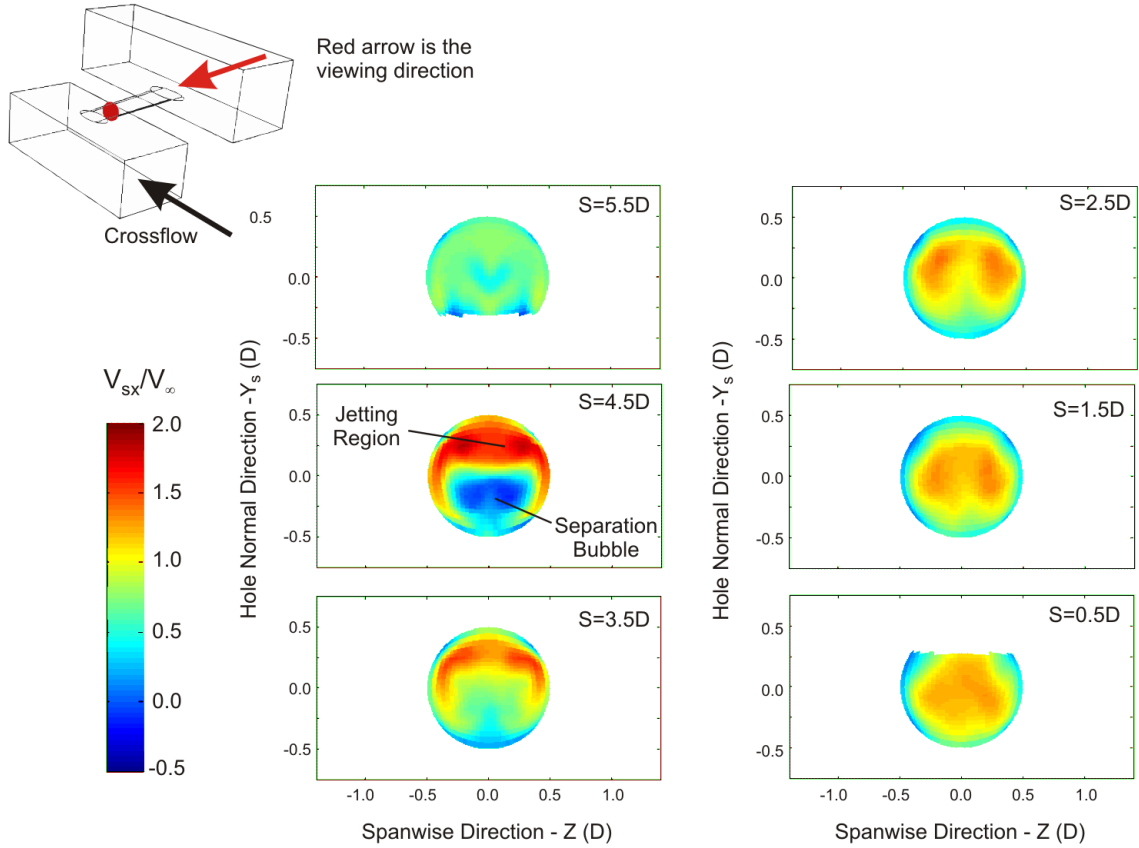 Red arrow is the
viewing direction
Crossflow
0.5
0.0
-0.5
S=5.5D
S=2.5D
0.5
0.0
-0.5
V_sx/V_∞
2.0
1.5
1.0
0.5
0.0
-0.5
Hole Normal Direction -Y_s (D)
0.5
0.0
-0.5
S=4.5D
Jetting
Region
Separation
Bubble
Hole Normal Direction -Y_s (D)
0.5
0.0
-0.5
S=1.5D
0.5
0.0
-0.5
S=3.5D
-1.0
-0.5
0.0
0.5
1.0
Spanwise Direction - Z (D)
0.5
0.0
-0.5
S=0.5D
-1.0
-0.5
0.0
0.5
1.0
Spanwise Direction - Z (D)